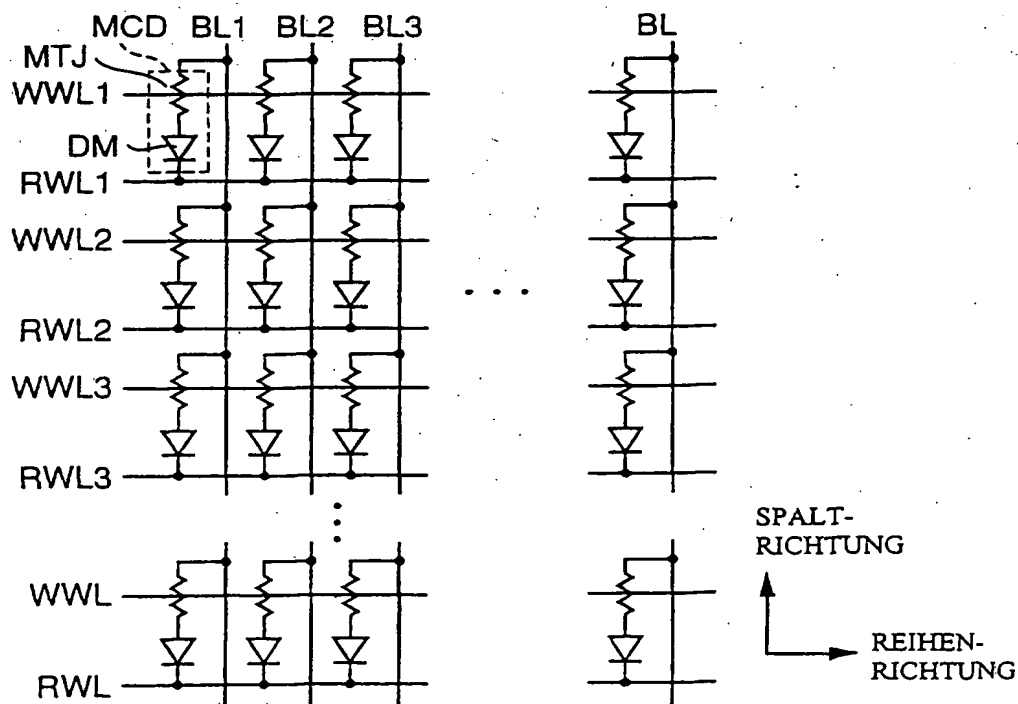 MCD BL1 BL2 BL3 BL
MTJ
WWL1
DM
RWL1
WWL2
RWL2
WWL3
RWL3
SPALT-
RICHTUNG
WWL
REIHEN-
RICHTUNG
RWL